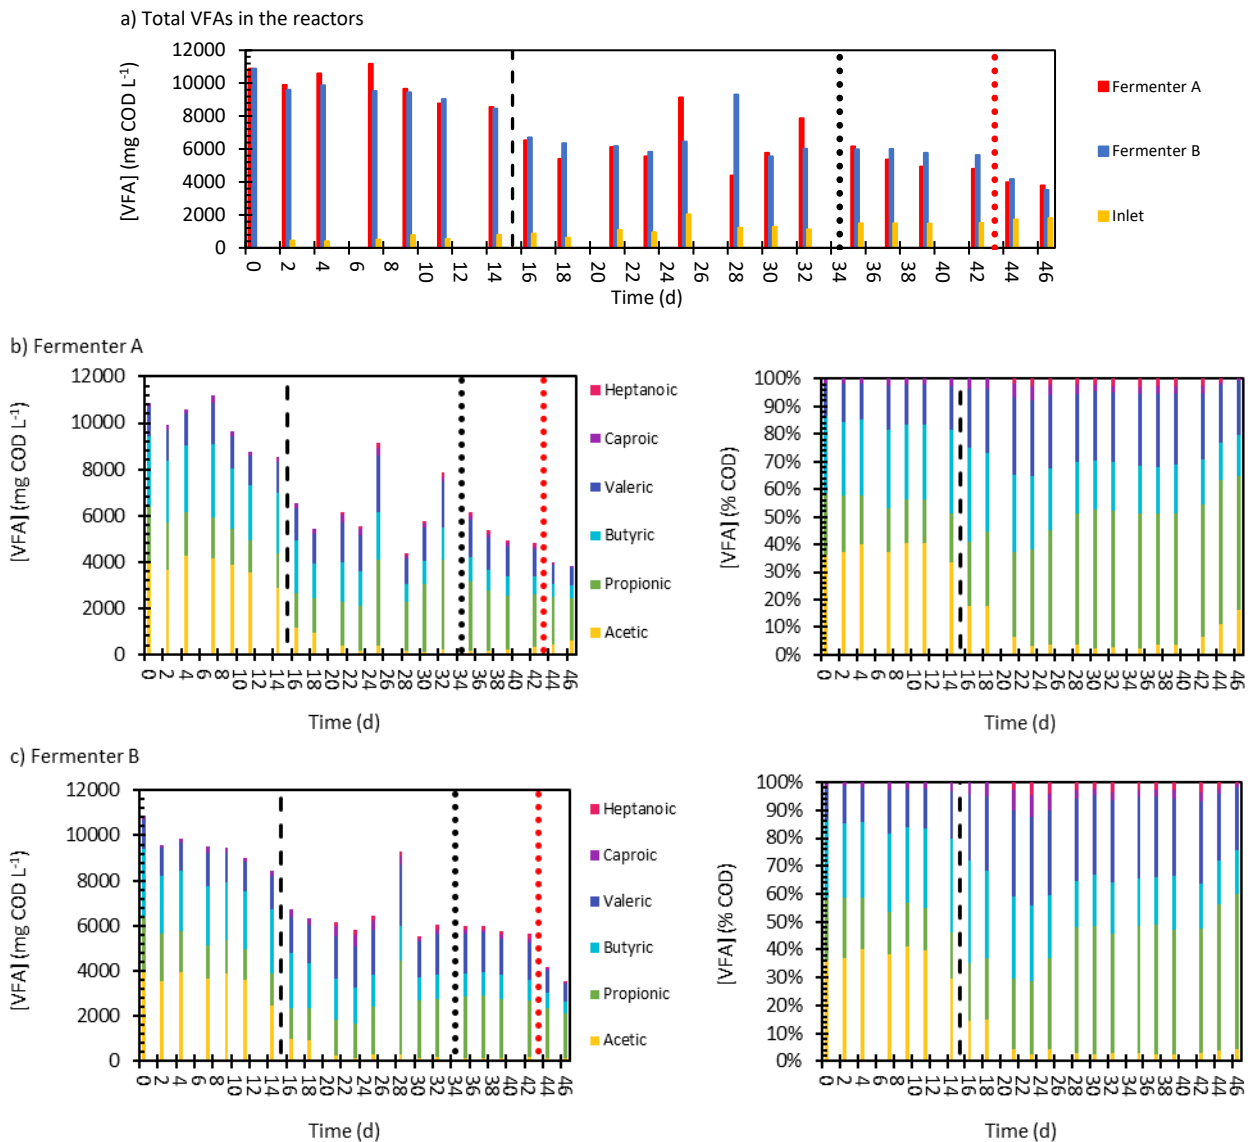 a) Total VFAs in the reactors
[VFA] (mg COD L-1)
12000
10000
8000
6000
4000
2000
0
0 2 4 6 8 10 12 14 16 18 20 22 24 26 28 30 32 34 36 38 40 42 44 46
Time (d)
Fermenter A
Fermenter B
Inlet
b) Fermenter A
[VFA] (mg COD L-1)
12000
10000
8000
6000
4000
2000
0
0 2 4 6 8 10 12 14 16 18 20 22 24 26 28 30 32 34 36 38 40 42 44 46
Time (d)
Heptanoic
Caproic
Valeric
Butyric
Propionic
Acetic
[VFA] (% COD)
100%
90%
80%
70%
60%
50%
40%
30%
20%
10%
0%
0 2 4 6 8 10 12 14 16 18 20 22 24 26 28 30 32 34 36 38 40 42 44 46
Time (d)
c) Fermenter B
[VFA] (mg COD L-1)
12000
10000
8000
6000
4000
2000
0
0 2 4 6 8 10 12 14 16 18 20 22 24 26 28 30 32 34 36 38 40 42 44 46
Time (d)
Heptanoic
Caproic
Valeric
Butyric
Propionic
Acetic
[VFA] (% COD)
100%
90%
80%
70%
60%
50%
40%
30%
20%
10%
0%
0 2 4 6 8 10 12 14 16 18 20 22 24 26 28 30 32 34 36 38 40 42 44 46
Time (d)